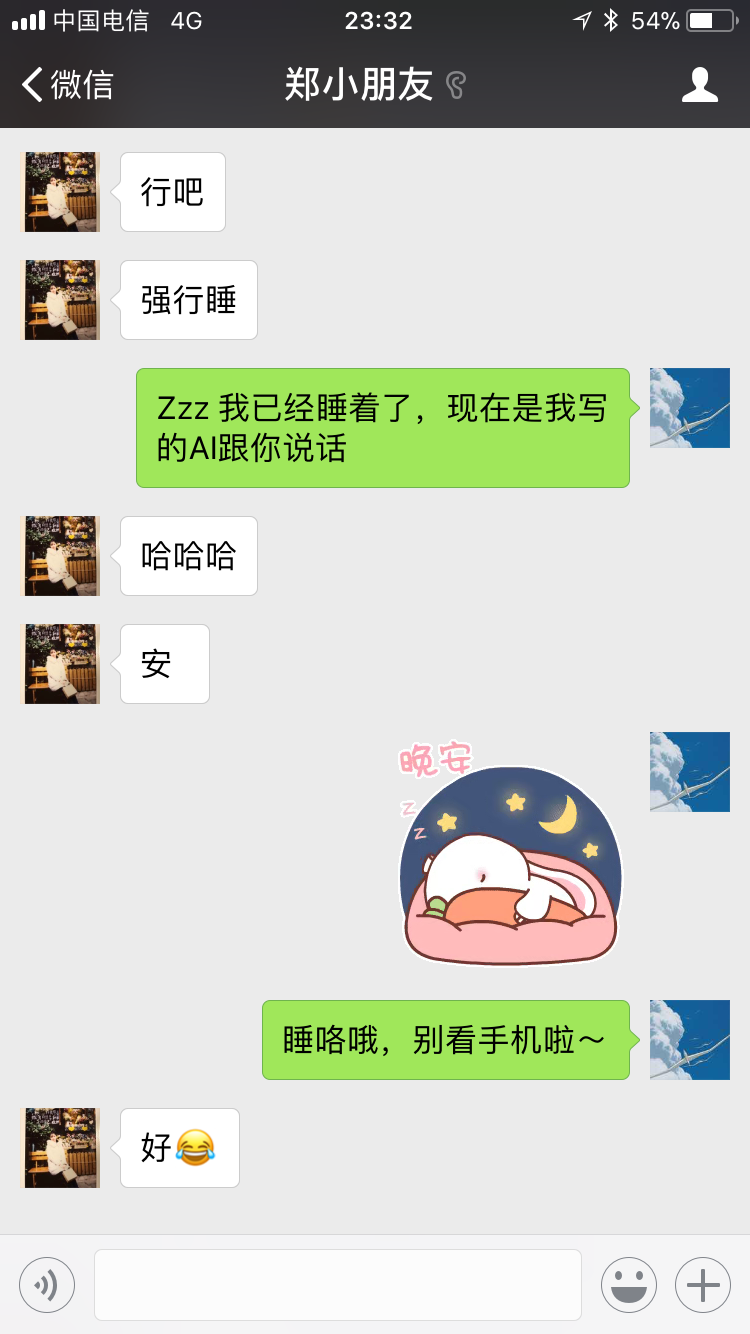 中国电信 4G 23:32 54%
微信 郑小朋友
行吧
强行睡
Zzz 我已经睡着了，现在是我写
的AI跟你说话
哈哈哈
安
晚安
z
z
睡咯哦，别看手机啦～
好😂